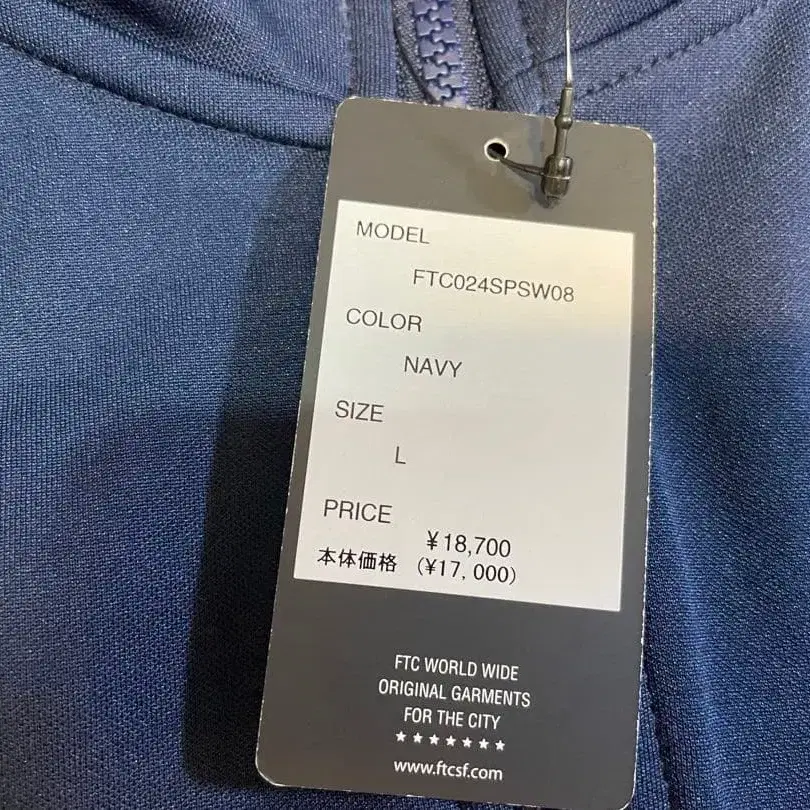 MODEL
FTC024SPSW08
COLOR
NAVY
SIZE
L
PRICE
¥18,700
本体価格 (¥17,000)
FTC WORLD WIDE
ORIGINAL GARMENTS
FOR THE CITY
★★★★★★★
www.ftcsf.com